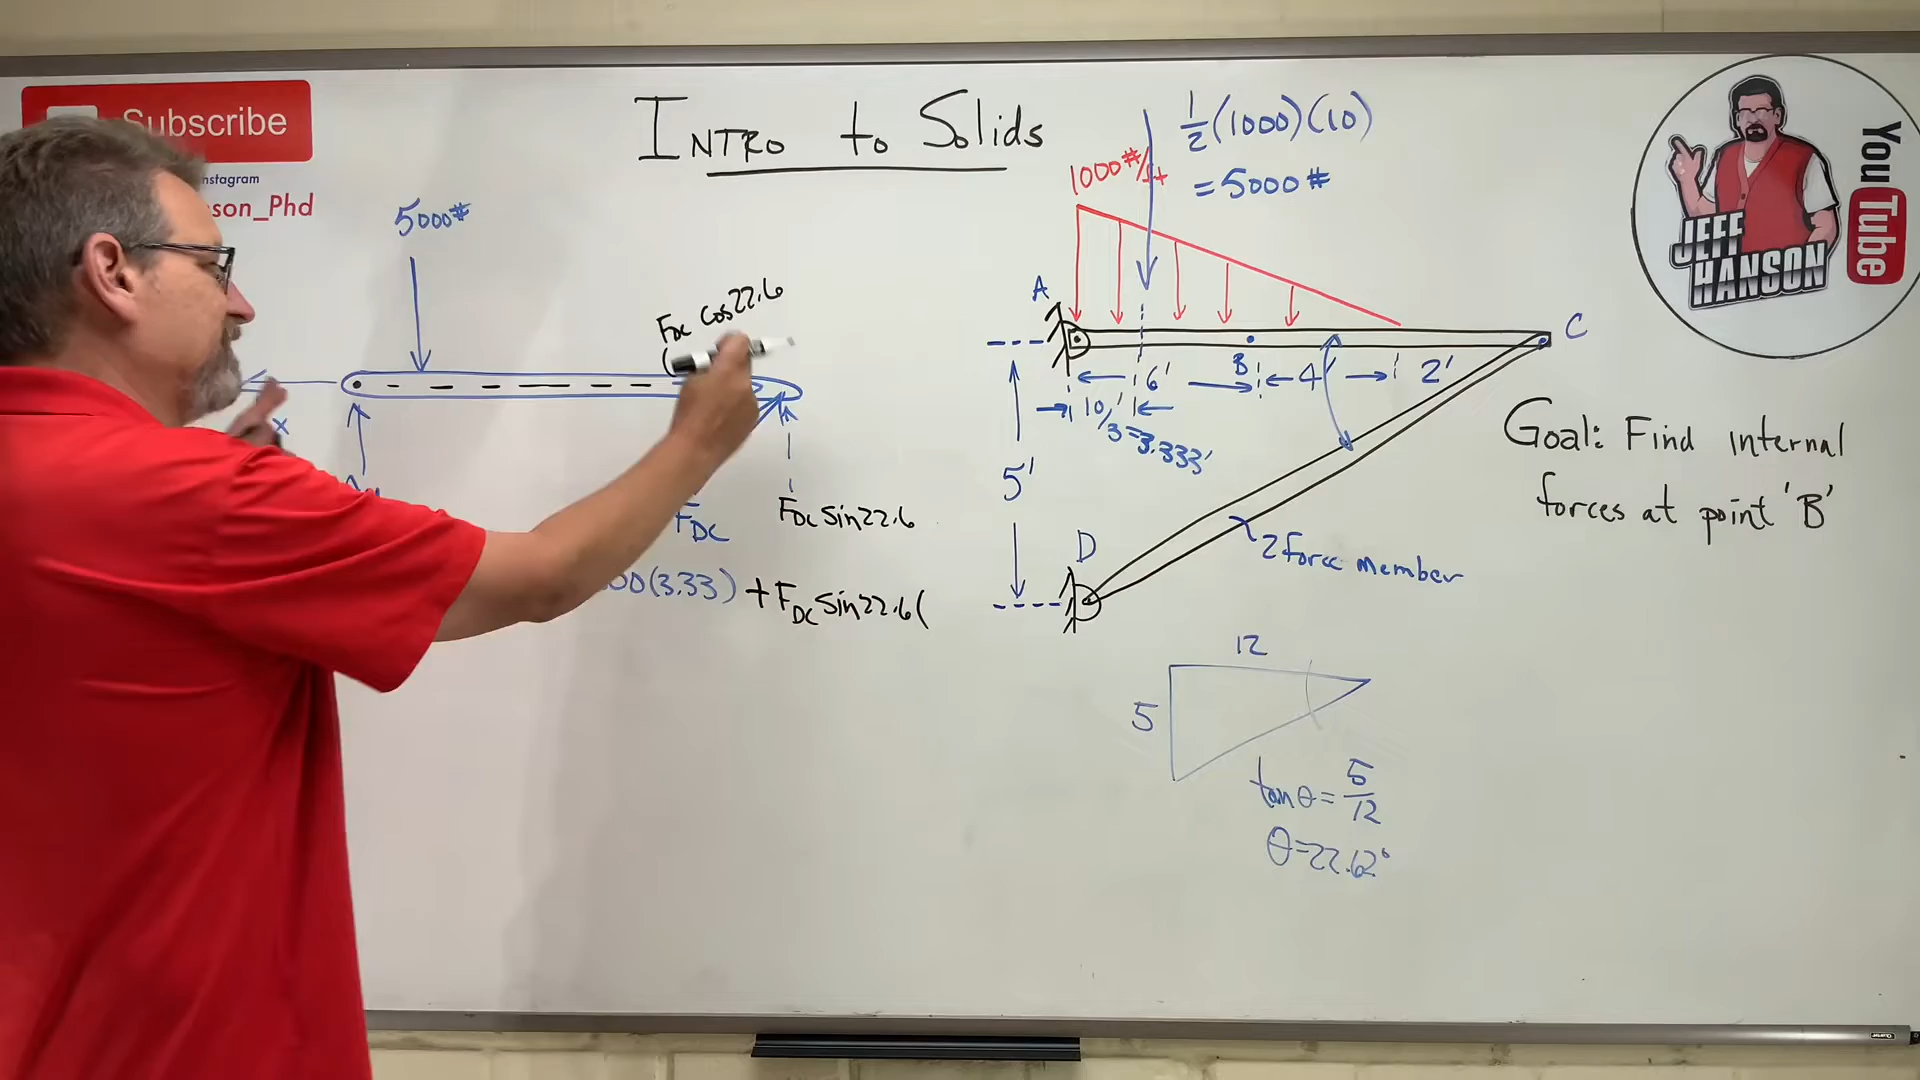 Subscribe
nstagram
son_Phd
INTRO to Solids
5000#
FDC cos22.6
x
FDC
FDC sin22.6
00(3.33) + FDC sin22.6(
1/2(1000)(10)
= 5000#
1000#/ft
A
B
C
6'
4'
2'
10/3 = 3.333'
5'
D
2 force member
12
5
tan θ = 5/12
θ = 22.62°
Goal: Find internal
forces at point 'B'
JEFF
HANSON
YouTube